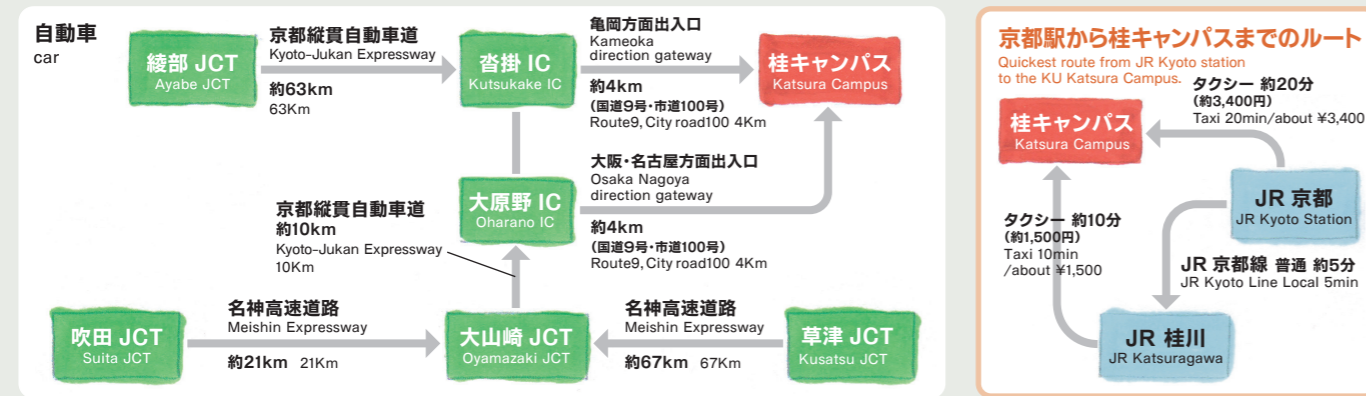 自動車
car
綾部 JCT
Ayabe JCT
京都縦貫自動車道
Kyoto-Jukan Expressway
約63km
63Km
沓掛 IC
Kutsukake IC
亀岡方面出入口
Kameoka
direction gateway
約4km
(国道9号・市道100号)
Route9, City road100 4Km
桂キャンパス
Katsura Campus
大原野 IC
Oharano IC
大阪・名古屋方面出入口
Osaka Nagoya
direction gateway
約4km
(国道9号・市道100号)
Route9, City road100 4Km
京都縦貫自動車道
約10km
Kyoto-Jukan Expressway
10Km
吹田 JCT
Suita JCT
名神高速道路
Meishin Expressway
約21km 21Km
大山崎 JCT
Oyamazaki JCT
名神高速道路
Meishin Expressway
約67km 67Km
草津 JCT
Kusatsu JCT
京都駅から桂キャンパスまでのルート
Quickest route from JR Kyoto station
to the KU Katsura Campus.
タクシー 約20分
(約3,400円)
Taxi 20min/about ¥3,400
桂キャンパス
Katsura Campus
JR 京都
JR Kyoto Station
タクシー 約10分
(約1,500円)
Taxi 10min
/about ¥1,500
JR 京都線 普通 約5分
JR Kyoto Line Local 5min
JR 桂川
JR Katsuragawa